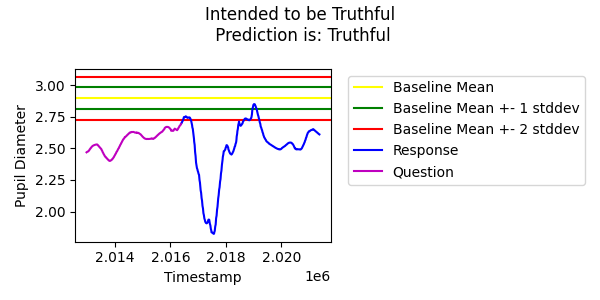 Intended to be Truthful
Prediction is: Truthful
3.00
2.75
2.50
2.25
2.00
Pupil Diameter
2.014
2.016
2.018
2.020
1e6
Timestamp
Baseline Mean
Baseline Mean +- 1 stddev
Baseline Mean +- 2 stddev
Response
Question